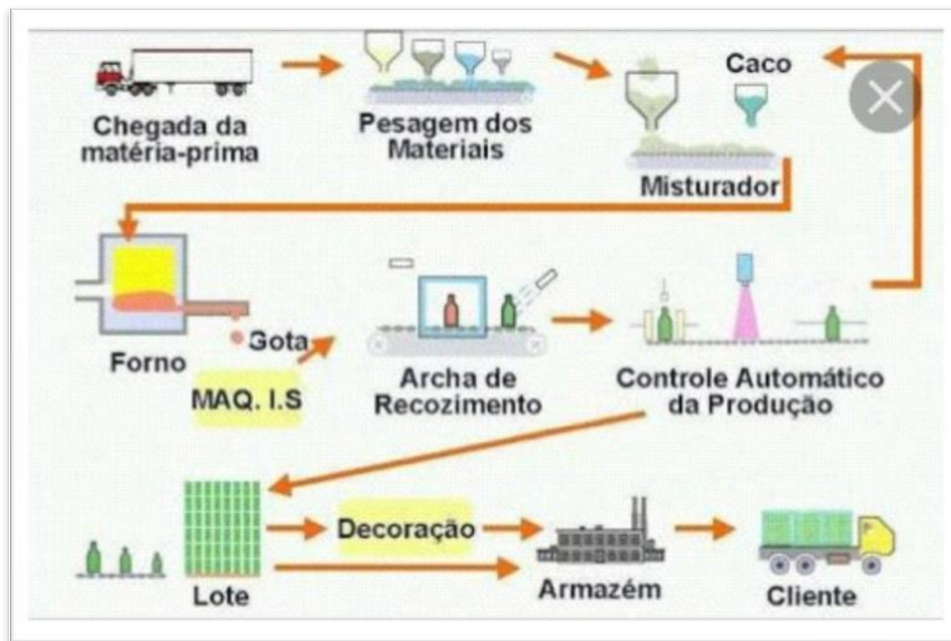 Chegada da
matéria-prima
Pesagem dos
Materiais
Caco
Misturador
Forno
Gota
MAQ. I.S
Archa de
Recozimento
Controle Automático
da Produção
Lote
Decoração
Armazém
Cliente